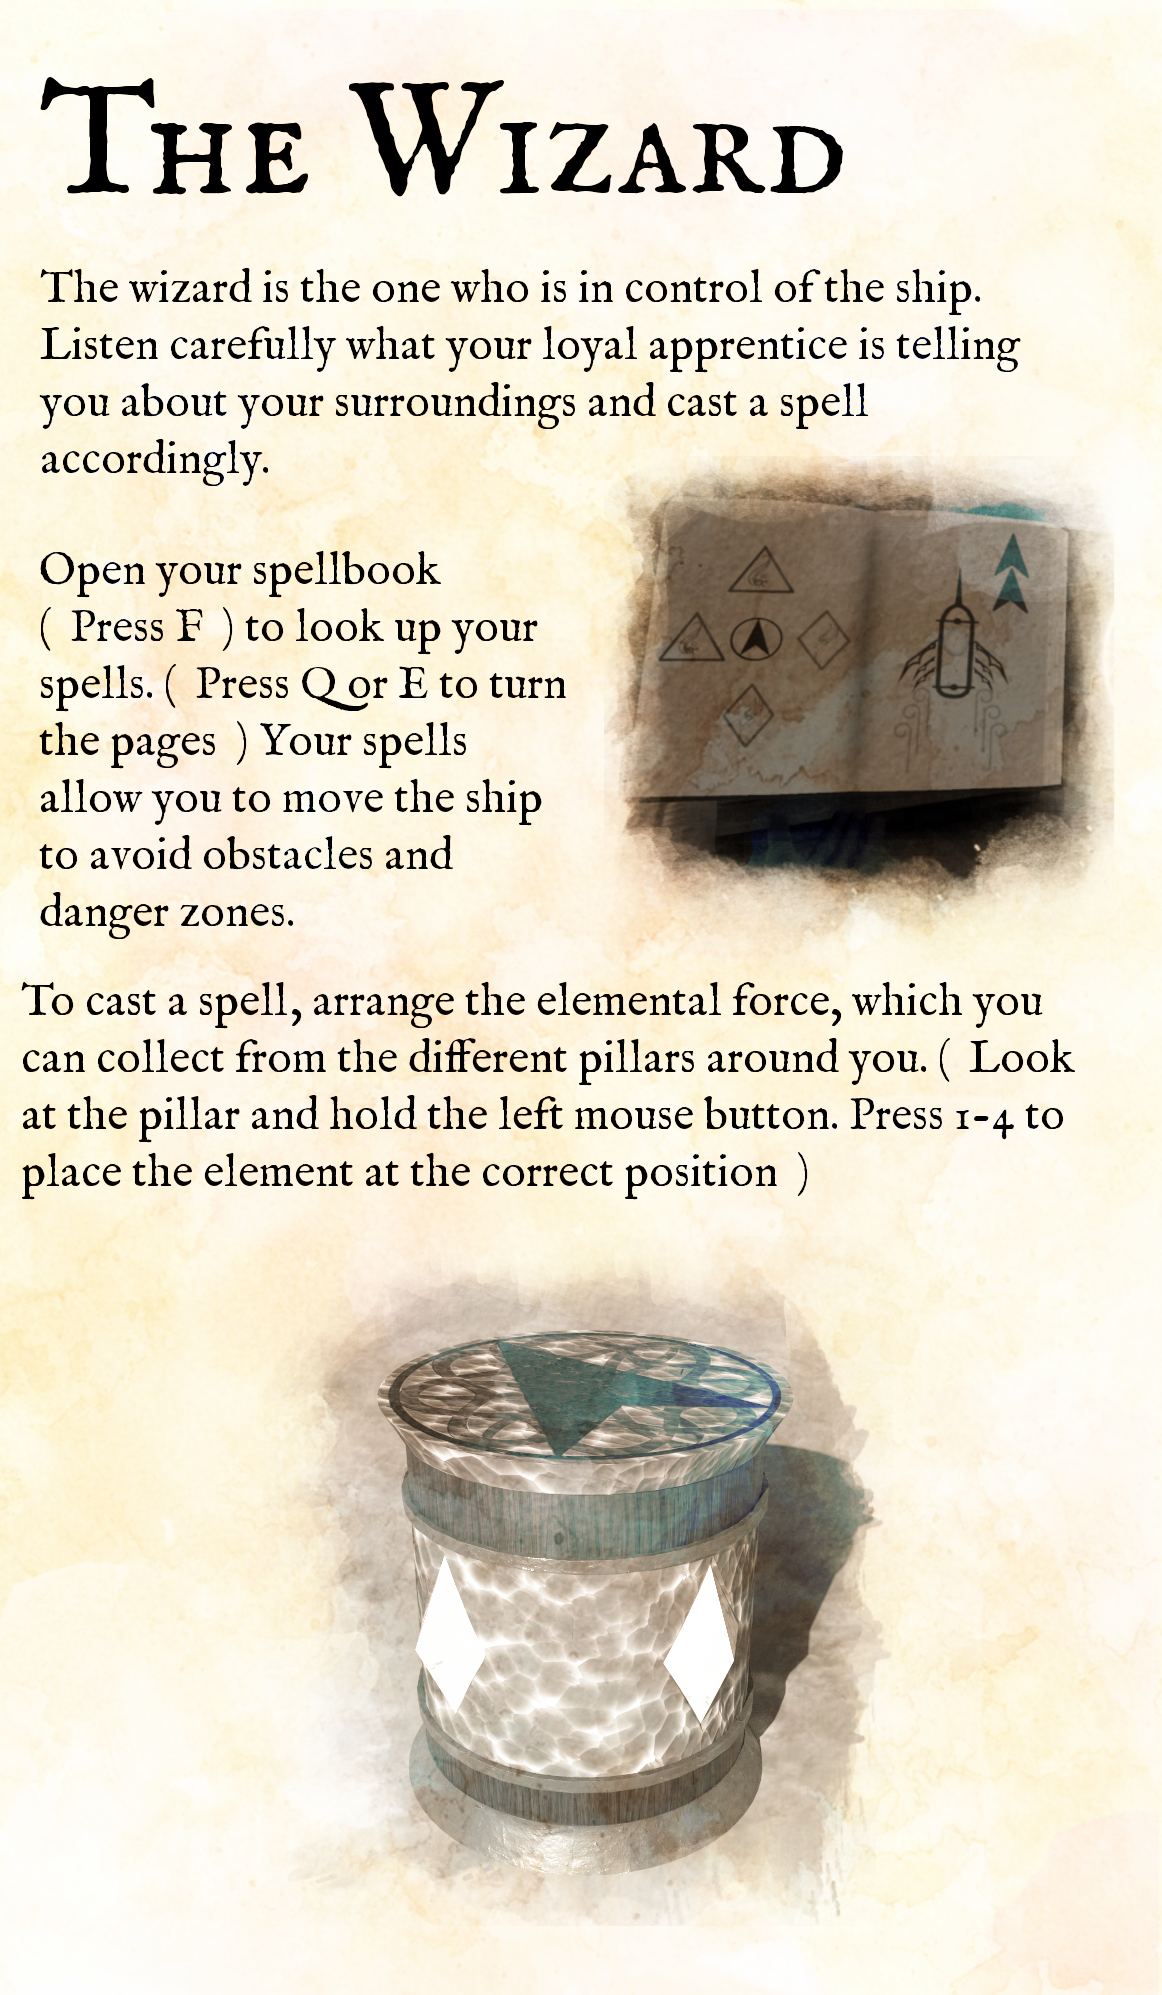 The Wizard
The wizard is the one who is in control of the ship.
Listen carefully what your loyal apprentice is telling
you about your surroundings and cast a spell
accordingly.
Open your spellbook
( Press F ) to look up your
spells. ( Press Q or E to turn
the pages ) Your spells
allow you to move the ship
to avoid obstacles and
danger zones.
To cast a spell, arrange the elemental force, which you
can collect from the different pillars around you. ( Look
at the pillar and hold the left mouse button. Press 1-4 to
place the element at the correct position )